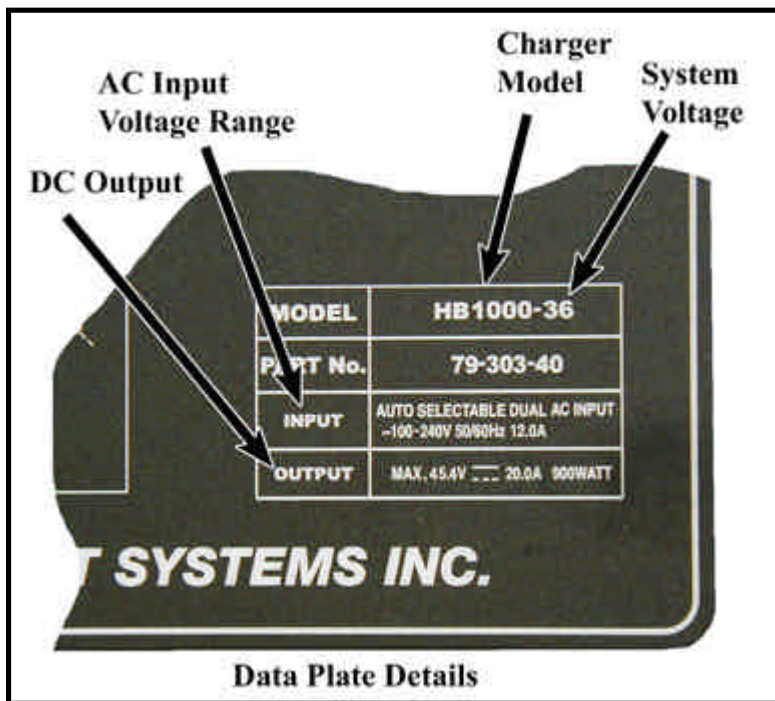 Charger
Model
System
Voltage
AC Input
Voltage Range
DC Output
MODEL HB1000-36
PART No. 79-303-40
INPUT AUTO SELECTABLE DUAL AC INPUT
~100-240V 50/60Hz 12.0A
OUTPUT MAX. 45.4V ⎓ 20.0A 900WATT
T SYSTEMS INC.
Data Plate Details